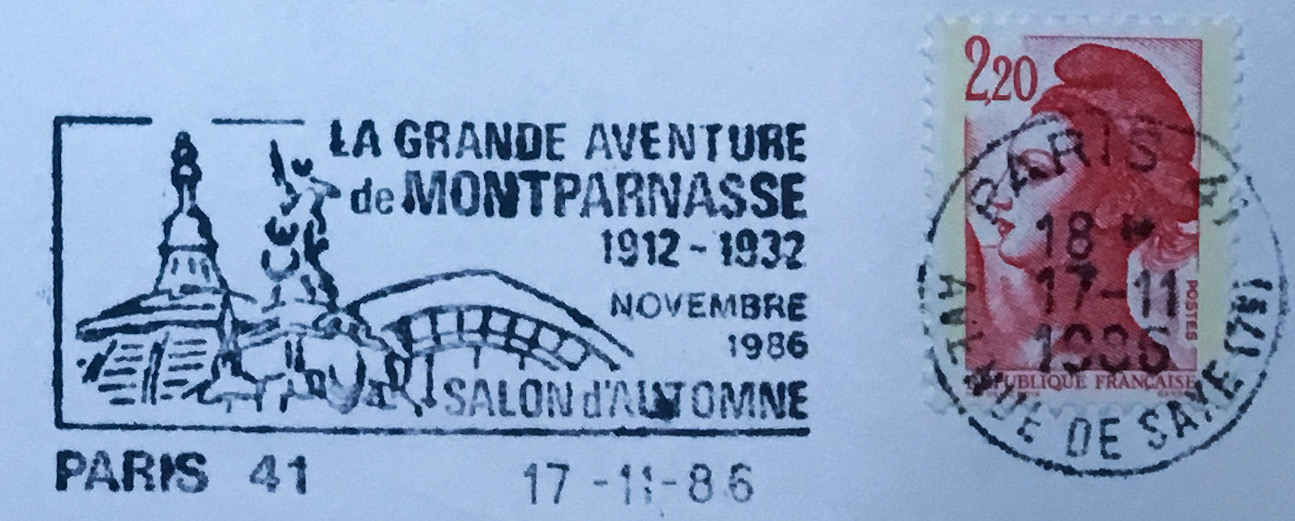 LA GRANDE AVENTURE
de MONTPARNASSE
1912 - 1932
NOVEMBRE
1986
SALON d'AUTOMNE
PARIS 41
17 -11- 86
2,20
POSTES
RÉPUBLIQUE FRANÇAISE
PARIS 41
18 H
17-11
1986
AVENUE DE SAXE (7E)